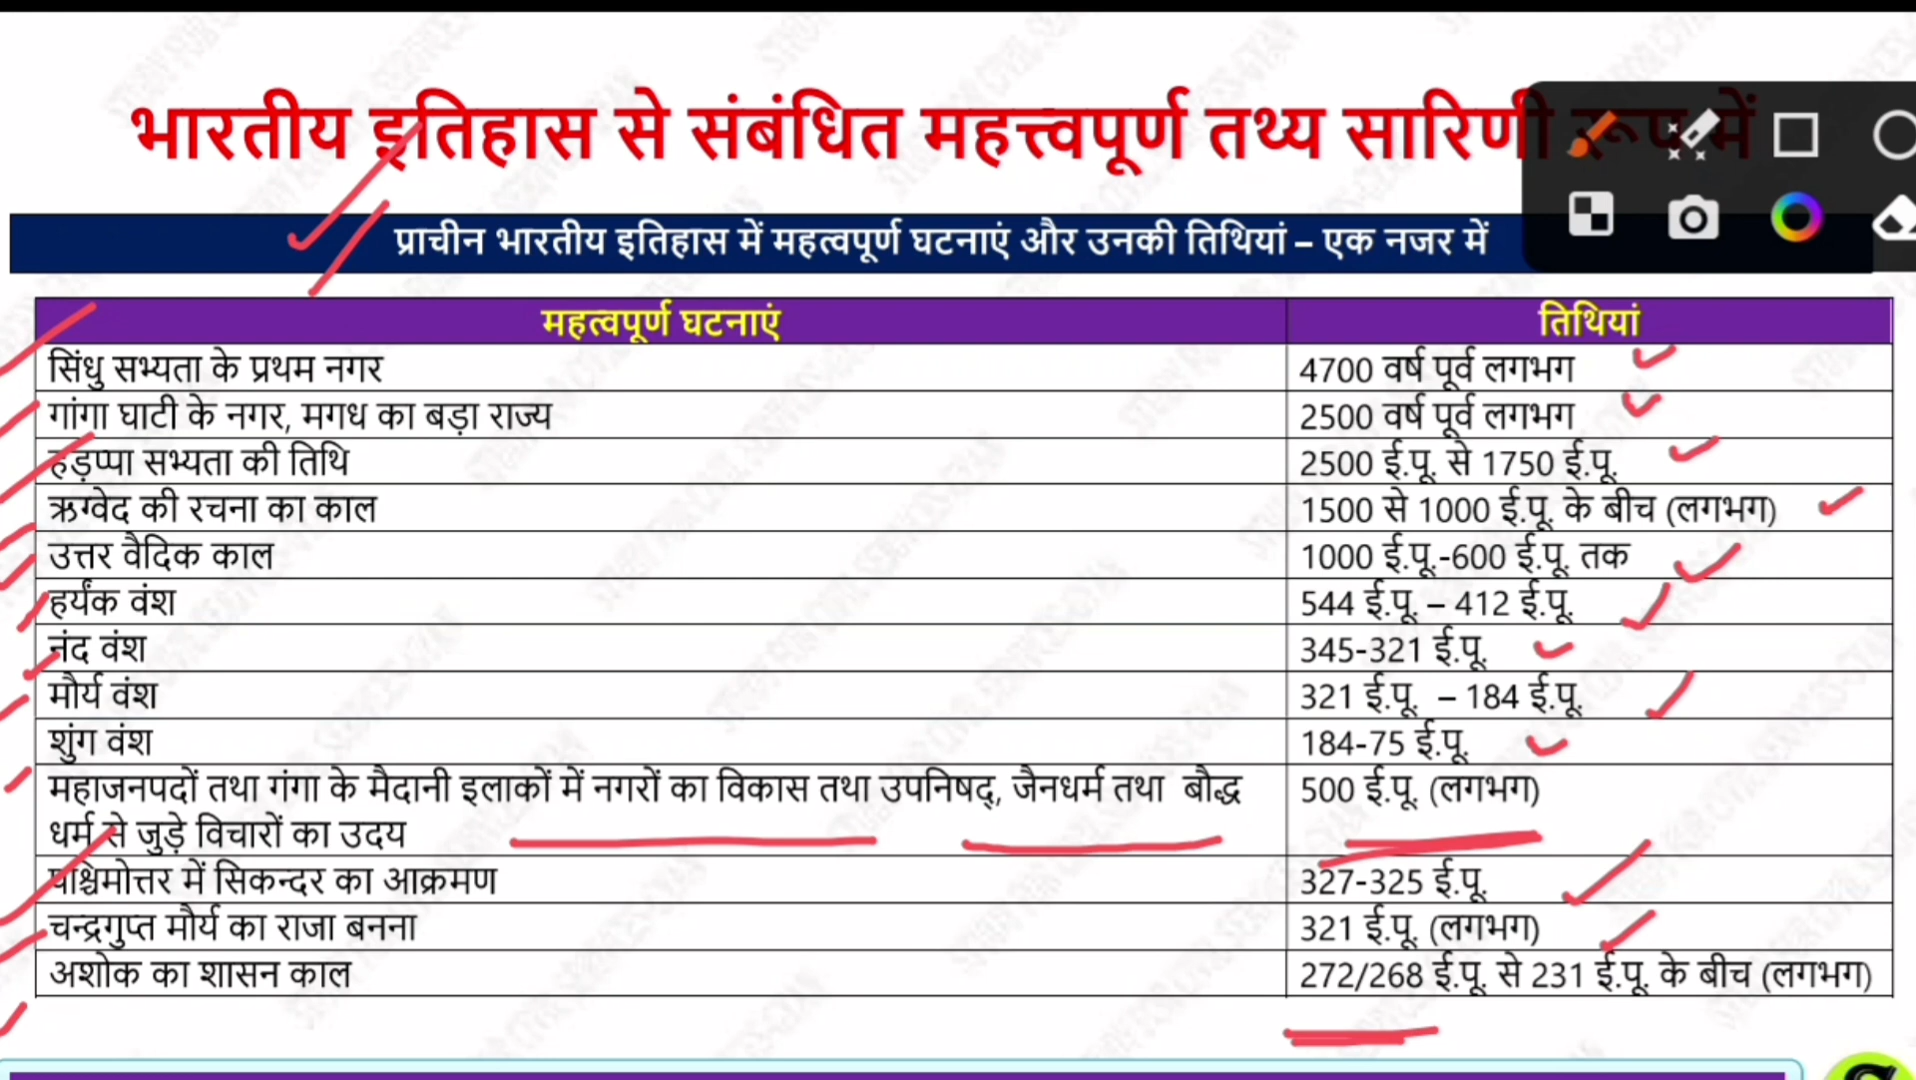 भारतीय इतिहास से संबंधित महत्त्वपूर्ण तथ्य सारिणी रूप में
प्राचीन भारतीय इतिहास में महत्वपूर्ण घटनाएं और उनकी तिथियां – एक नजर में
महत्वपूर्ण घटनाएं तिथियां
सिंधु सभ्यता के प्रथम नगर 4700 वर्ष पूर्व लगभग
गांगा घाटी के नगर, मगध का बड़ा राज्य 2500 वर्ष पूर्व लगभग
हड़प्पा सभ्यता की तिथि 2500 ई.पू. से 1750 ई.पू.
ऋग्वेद की रचना का काल 1500 से 1000 ई.पू. के बीच (लगभग)
उत्तर वैदिक काल 1000 ई.पू.-600 ई.पू. तक
हर्यंक वंश 544 ई.पू. – 412 ई.पू.
नंद वंश 345-321 ई.पू.
मौर्य वंश 321 ई.पू. – 184 ई.पू.
शुंग वंश 184-75 ई.पू.
महाजनपदों तथा गंगा के मैदानी इलाकों में नगरों का विकास तथा उपनिषद्, जैनधर्म तथा बौद्ध 500 ई.पू. (लगभग)
धर्म से जुड़े विचारों का उदय
पश्चिमोत्तर में सिकन्दर का आक्रमण 327-325 ई.पू.
चन्द्रगुप्त मौर्य का राजा बनना 321 ई.पू. (लगभग)
अशोक का शासन काल 272/268 ई.पू. से 231 ई.पू. के बीच (लगभग)